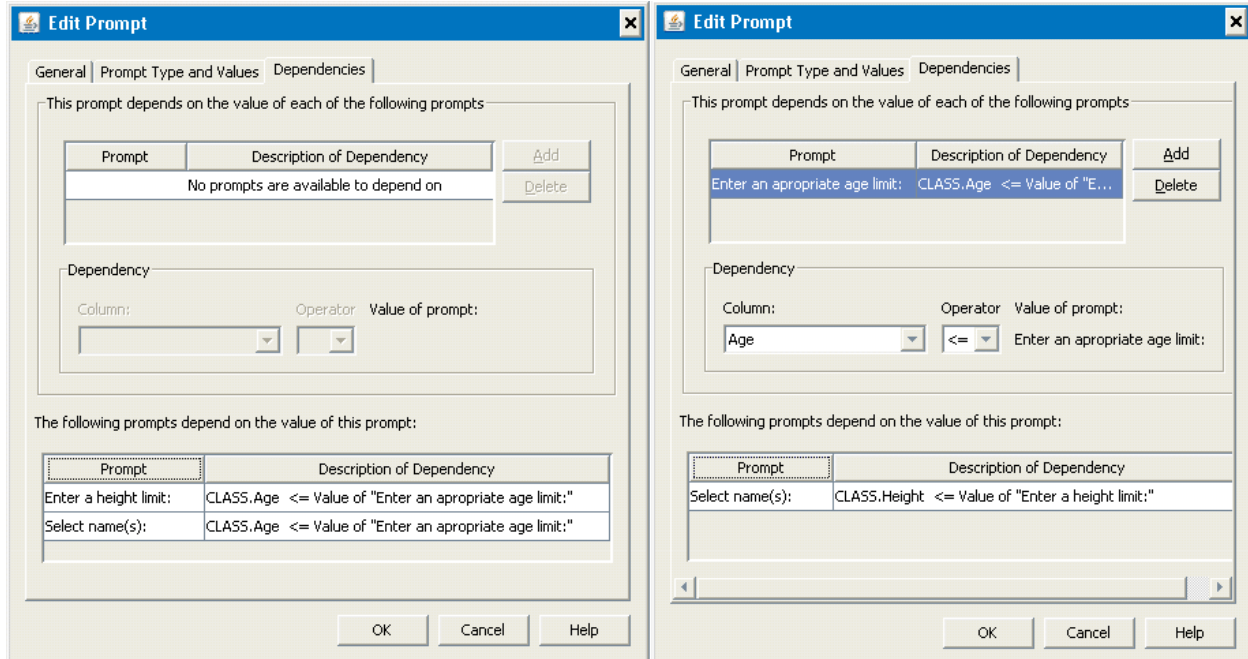 Edit Prompt
General Prompt Type and Values Dependencies
This prompt depends on the value of each of the following prompts
Prompt Description of Dependency Add
No prompts are available to depend on Delete
Dependency
Column: Operator Value of prompt:
The following prompts depend on the value of this prompt:
Prompt Description of Dependency
Enter a height limit: CLASS.Age <= Value of "Enter an apropriate age limit:"
Select name(s): CLASS.Age <= Value of "Enter an apropriate age limit:"
OK Cancel Help
Edit Prompt
General Prompt Type and Values Dependencies
This prompt depends on the value of each of the following prompts
Prompt Description of Dependency Add
Enter an apropriate age limit: CLASS.Age <= Value of "E... Delete
Dependency
Column: Operator Value of prompt:
Age <= Enter an apropriate age limit:
The following prompts depend on the value of this prompt:
Prompt Description of Dependency
Select name(s): CLASS.Height <= Value of "Enter a height limit:"
OK Cancel Help